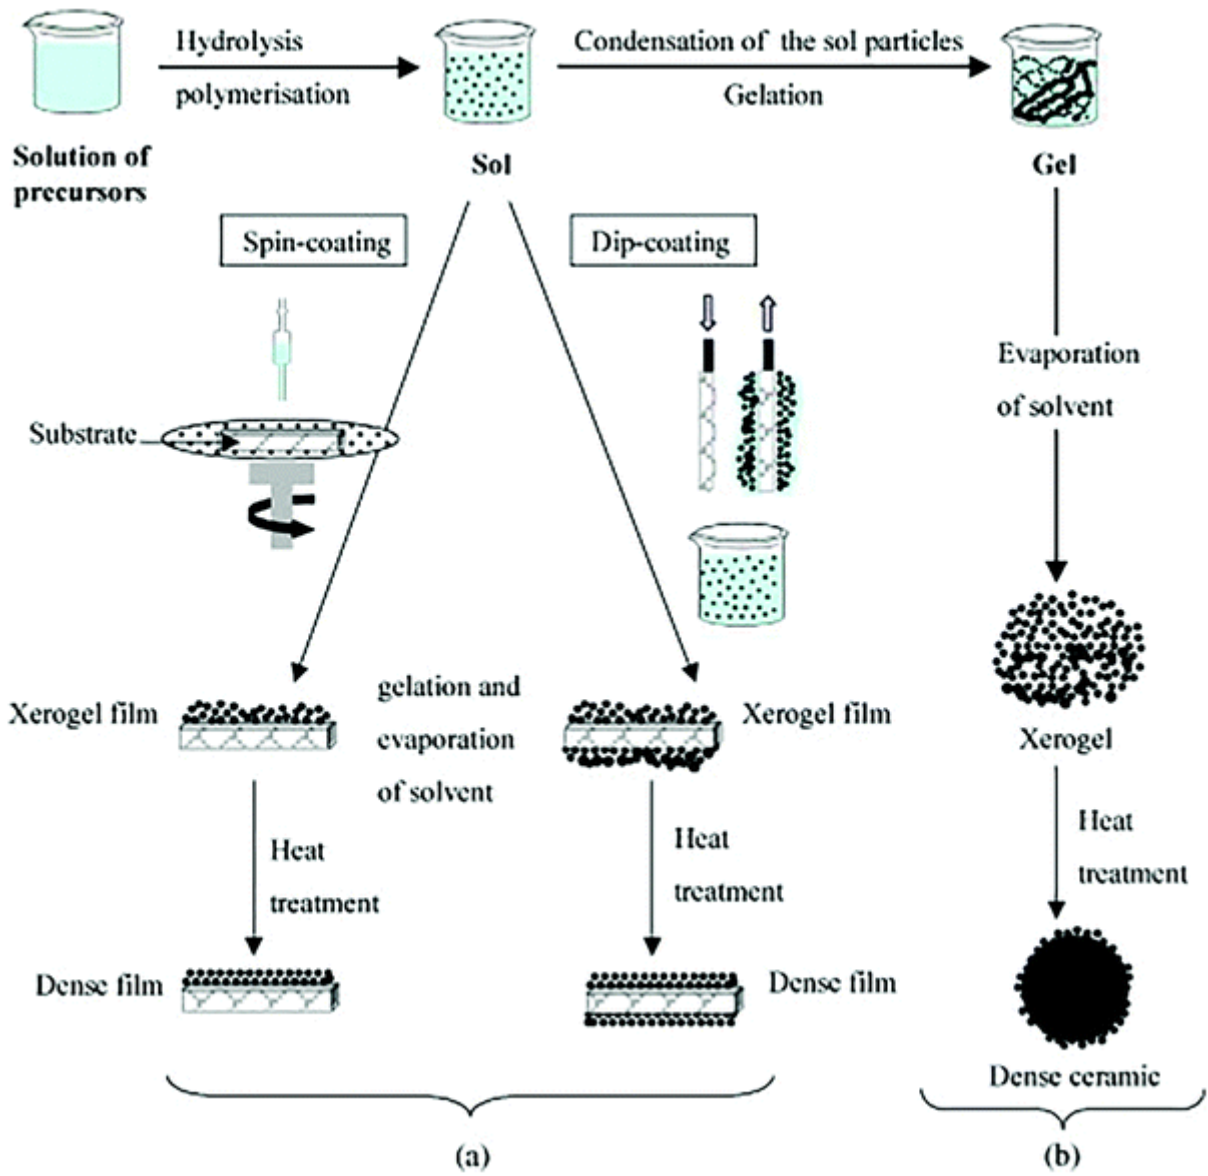 Hydrolysis
polymerisation
Condensation of the sol particles
Gelation
Solution of
precursors
Sol
Gel
Spin-coating
Dip-coating
Evaporation
of solvent
Substrate
Xerogel film
gelation and
evaporation
of solvent
Xerogel film
Xerogel
Heat
treatment
Heat
treatment
Heat
treatment
Dense film
Dense film
Dense ceramic
(a)
(b)